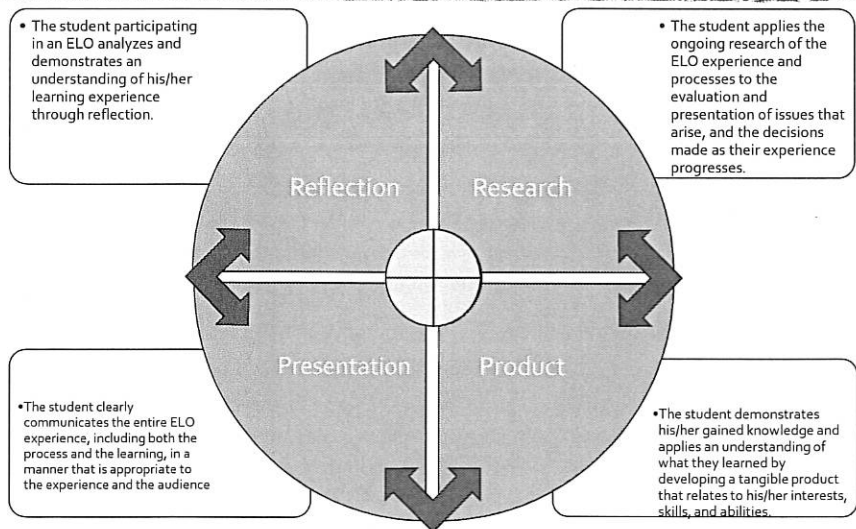 • The student participating
in an ELO analyzes and
demonstrates an
understanding of his/her
learning experience
through reflection.
• The student applies the
ongoing research of the
ELO experience and
processes to the
evaluation and
presentation of issues that
arise, and the decisions
made as their experience
progresses.
Reflection
Research
Presentation
Product
•The student clearly
communicates the entire ELO
experience, including both the
process and the learning, in a
manner that is appropriate to
the experience and the audience
•The student demonstrates
his/her gained knowledge and
applies an understanding of
what they learned by
developing a tangible product
that relates to his/her interests,
skills, and abilities.